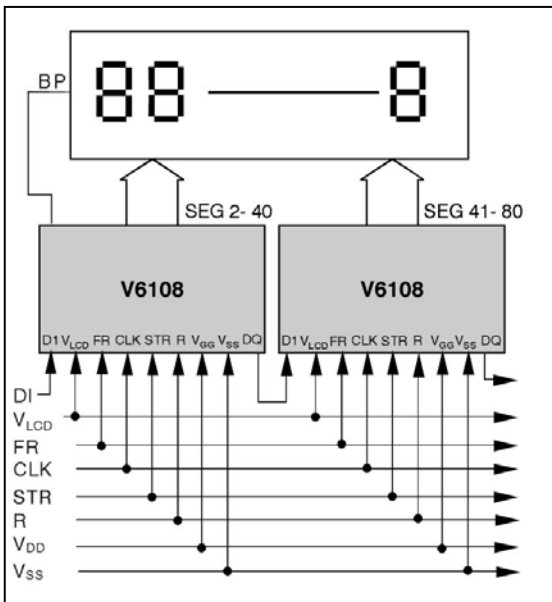 BP
88 8
SEG 2- 40 SEG 41- 80
V6108 V6108
D1 VLCD FR CLK STR R VGG VSS DQ D1 VLCD FR CLK STR R VGG VSS DQ
DI
VLCD
FR
CLK
STR
R
VDD
VSS